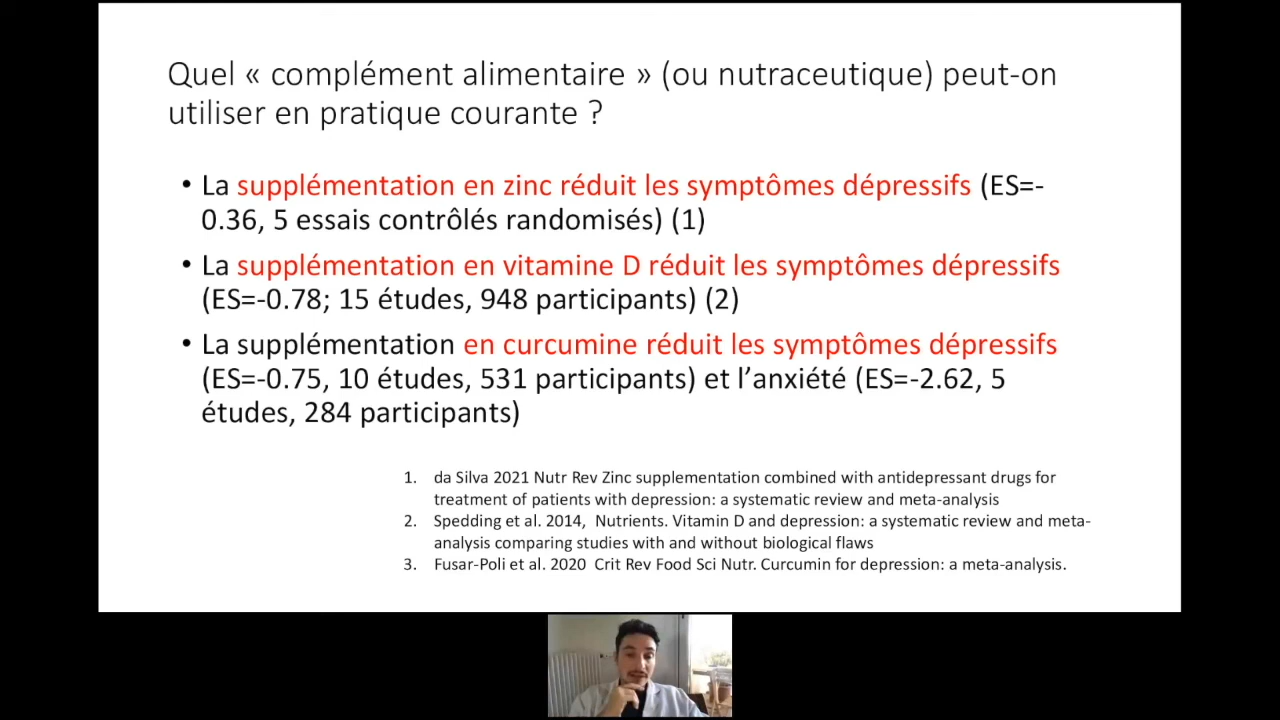 Quel « complément alimentaire » (ou nutraceutique) peut-on
utiliser en pratique courante ?
• La supplémentation en zinc réduit les symptômes dépressifs (ES=-
0.36, 5 essais contrôlés randomisés) (1)
• La supplémentation en vitamine D réduit les symptômes dépressifs
(ES=-0.78; 15 études, 948 participants) (2)
• La supplémentation en curcumine réduit les symptômes dépressifs
(ES=-0.75, 10 études, 531 participants) et l’anxiété (ES=-2.62, 5
études, 284 participants)
1. da Silva 2021 Nutr Rev Zinc supplementation combined with antidepressant drugs for
treatment of patients with depression: a systematic review and meta-analysis
2. Spedding et al. 2014, Nutrients. Vitamin D and depression: a systematic review and meta-
analysis comparing studies with and without biological flaws
3. Fusar-Poli et al. 2020 Crit Rev Food Sci Nutr. Curcumin for depression: a meta-analysis.